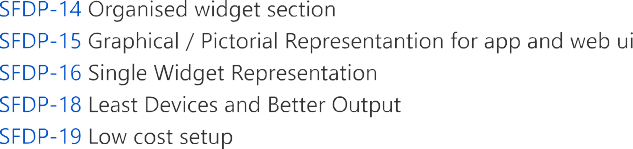 SFDP-14 Organised widget section
SFDP-15 Graphical / Pictorial Representantion for app and web ui
SFDP-16 Single Widget Representation
SFDP-18 Least Devices and Better Output
SFDP-19 Low cost setup